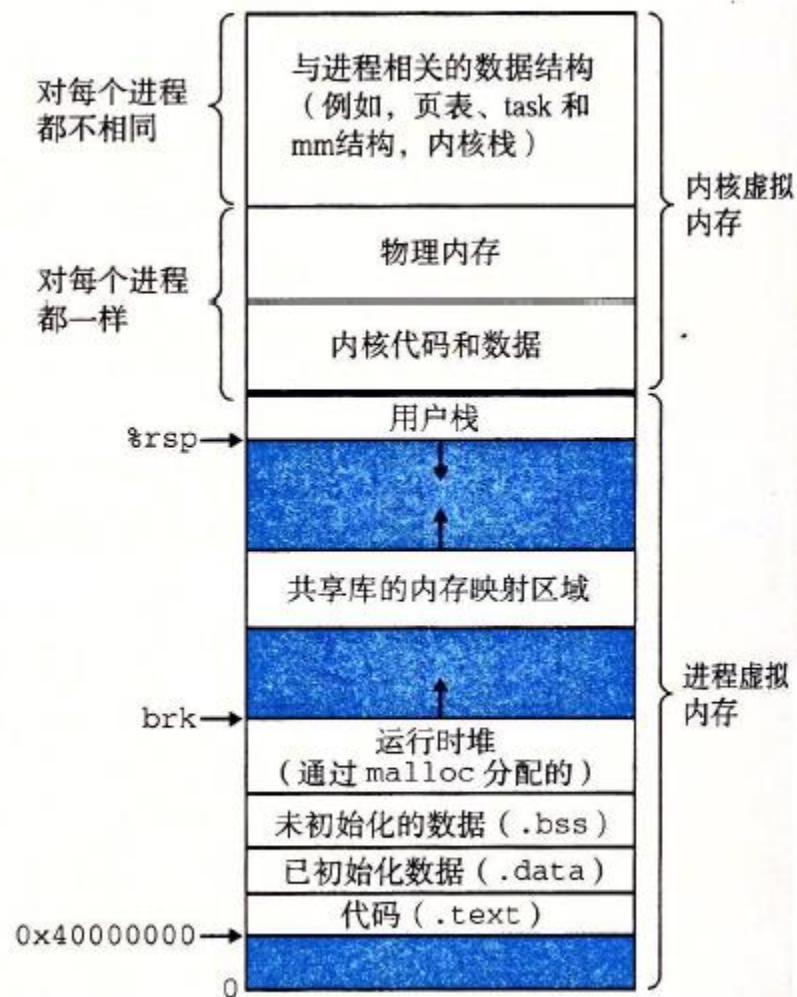 对每个进程
都不相同
与进程相关的数据结构
（例如，页表、task 和
mm结构，内核栈）
内核虚拟
内存
对每个进程
都一样
物理内存
内核代码和数据
用户栈
%rsp
共享库的内存映射区域
进程虚拟
内存
brk
运行时堆
（通过 malloc 分配的）
未初始化的数据（.bss）
已初始化数据（.data）
代码（.text）
0x40000000
0